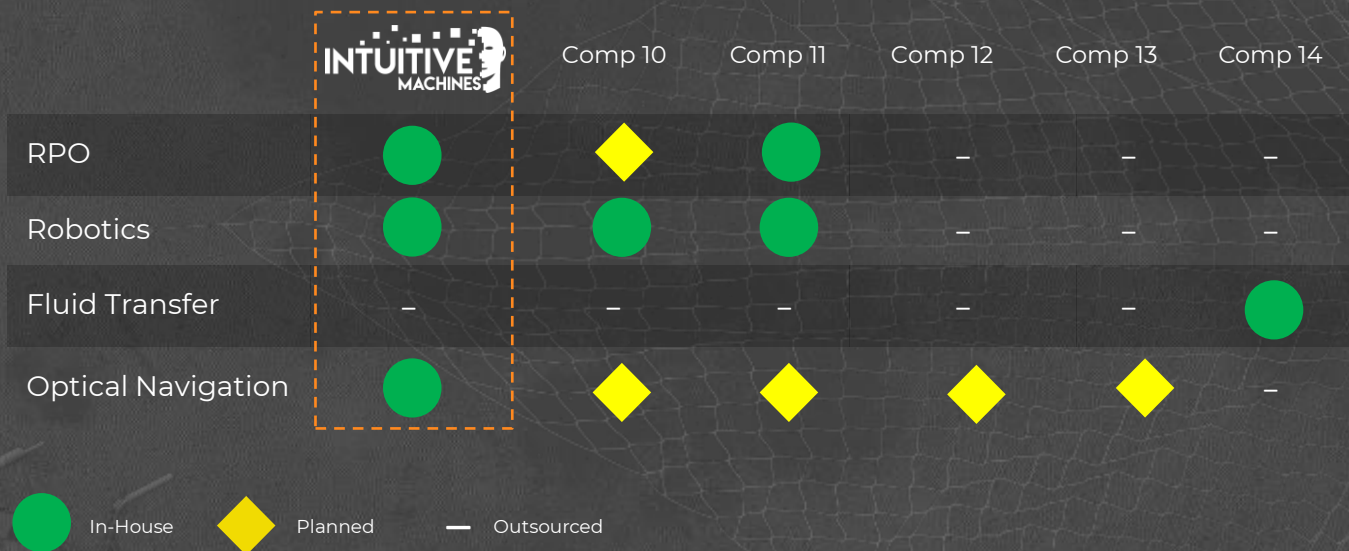 INTUITIVE
MACHINES
Comp 10
Comp 11
Comp 12
Comp 13
Comp 14
RPO
– – –
Robotics
– – –
Fluid Transfer
– – – – –
Optical Navigation
–
In-House
Planned
– Outsourced